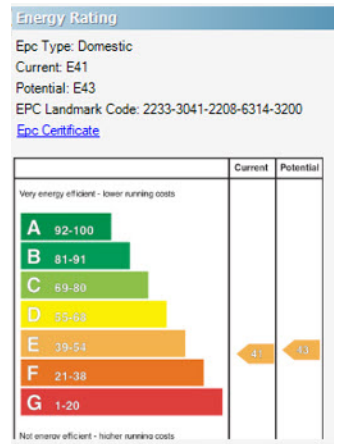 Energy Rating
Epc Type: Domestic
Current: E41
Potential: E43
EPC Landmark Code: 2233-3041-2208-6314-3200
Epc Certificate
Current Potential
Very energy efficient - lower running costs
A 92-100
B 81-91
C 69-80
D 55-68
E 39-54 41 43
F 21-38
G 1-20
Not energy efficient - higher running costs